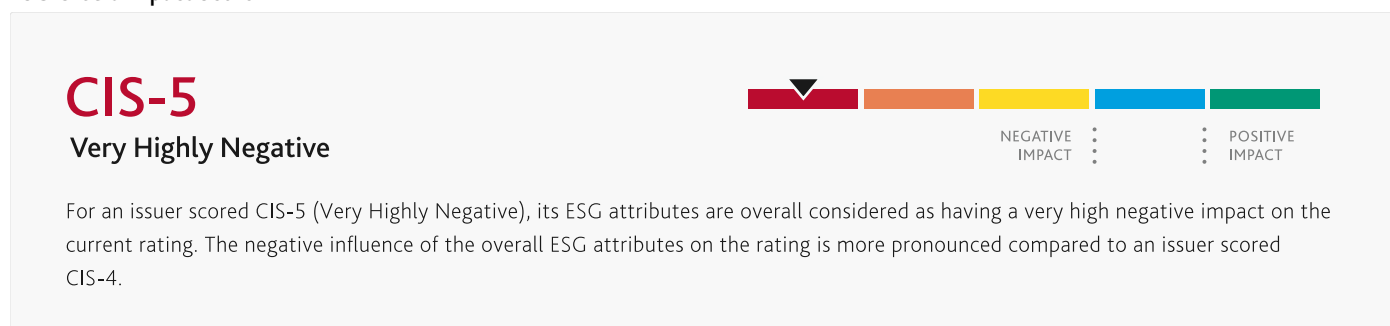 CIS-5
Very Highly Negative
NEGATIVE
IMPACT
POSITIVE
IMPACT
For an issuer scored CIS-5 (Very Highly Negative), its ESG attributes are overall considered as having a very high negative impact on the
current rating. The negative influence of the overall ESG attributes on the rating is more pronounced compared to an issuer scored
CIS-4.